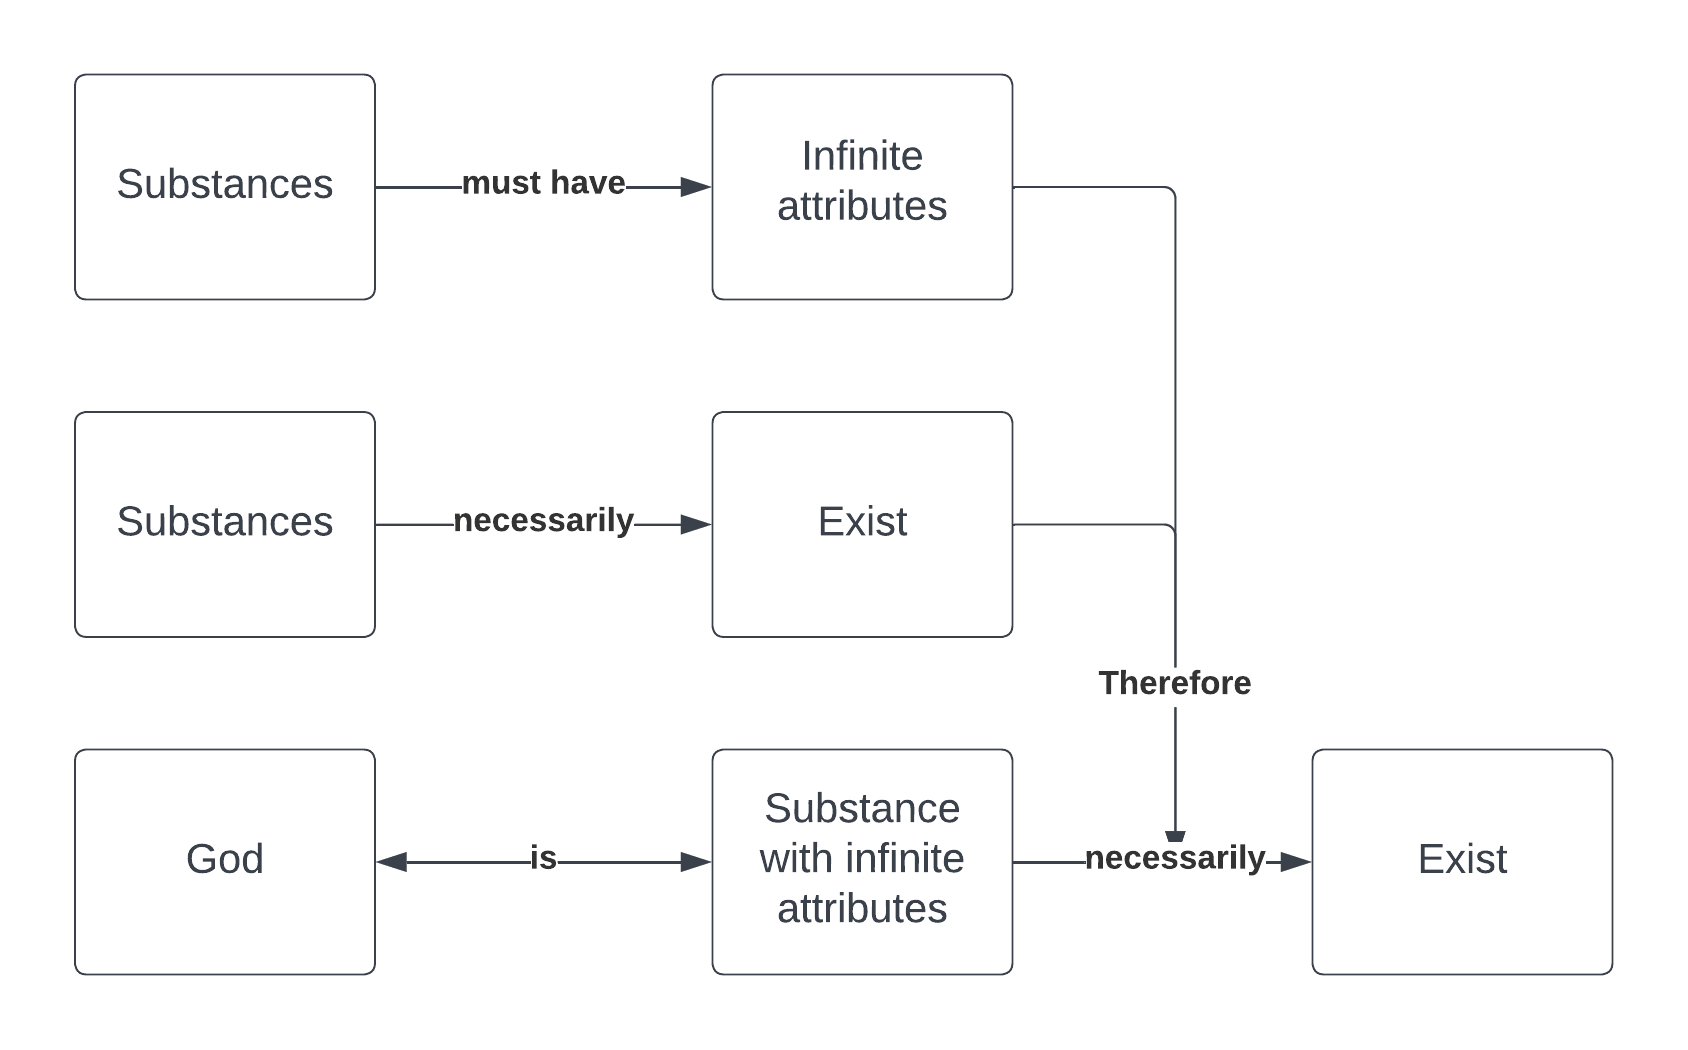 Substances
must have
Infinite
attributes
Substances
necessarily
Exist
Therefore
God
is
Substance
with infinite
attributes
necessarily
Exist